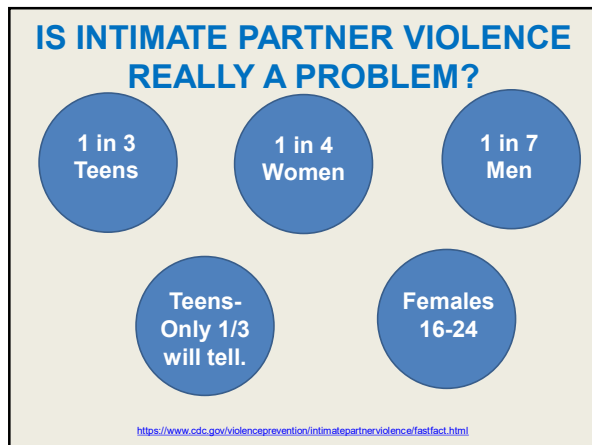 IS INTIMATE PARTNER VIOLENCE
REALLY A PROBLEM?
1 in 3
Teens
1 in 4
Women
1 in 7
Men
Teens-
Only 1/3
will tell.
Females
16-24
https://www.cdc.gov/violenceprevention/intimatepartnerviolence/fastfact.html